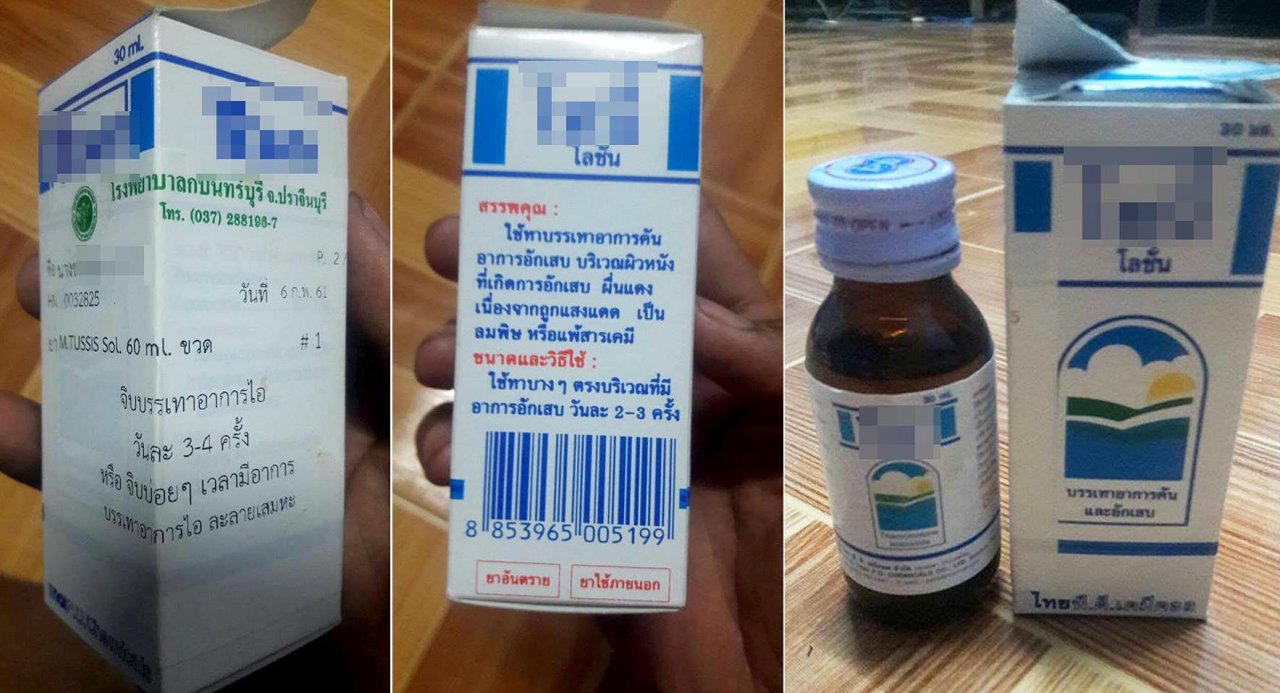 30 ml.
โรงพยาบาลกบินทร์บุรี จ.ปราจีนบุรี
โทร. (037) 288196-7
ชื่อ นาง
P. 2 /
HN 0032825
วันที่ 6 ก.พ. 61
ยา M.TUSSIS Sol. 60 ml. ขวด # 1
จิบบรรเทาอาการไอ
วันละ 3-4 ครั้ง
หรือ จิบบ่อยๆ เวลามีอาการ
บรรเทาอาการไอ ละลายเสมหะ
โลชั่น
สรรพคุณ :
ใช้ทาบรรเทาอาการคัน
อาการอักเสบ บริเวณผิวหนัง
ที่เกิดการอักเสบ ผื่นแดง
เนื่องจากถูกแสงแดด เป็น
ลมพิษ หรือแพ้สารเคมี
ขนาดและวิธีใช้ :
ใช้ทาบาง ๆ ตรงบริเวณที่มี
อาการอักเสบ วันละ 2-3 ครั้ง
8 853965 005199
ยาอันตราย
ยาใช้ภายนอก
OPEN
30 ml.
30 มล.
โลชั่น
บรรเทาอาการคัน
และอักเสบ
ไทยพี.ดี.เคมีคอล